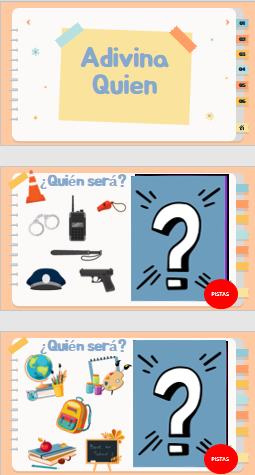 Adivina
Quien
01
02
03
04
05
06
¿Quién será?
PISTAS
¿Quién será?
PISTAS